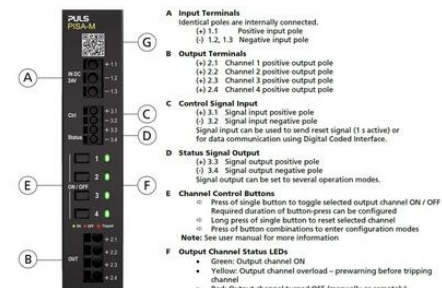 PULS
PISA-M
IN DC
24V
+ 1.1
- 1.2
- 1.3
Ctrl
+ 3.1
- 3.2
Status
+ 3.3
- 3.4
1
2
3
4
ON / OFF
ON OFF Tripped
OUT
+ 2.1
+ 2.2
+ 2.3
+ 2.4
A
B
C
D
E
F
G
A Input Terminals
Identical poles are internally connected.
(+) 1.1 Positive input pole
(-) 1.2, 1.3 Negative input pole
B Output Terminals
(+) 2.1 Channel 1 positive output pole
(+) 2.2 Channel 2 positive output pole
(+) 2.3 Channel 3 positive output pole
(+) 2.4 Channel 4 positive output pole
C Control Signal Input
(+) 3.1 Signal input positive pole
(-) 3.2 Signal input negative pole
Signal input can be used to send reset signal (1 s active) or
for data communication using Digital Coded Interface.
D Status Signal Output
(+) 3.3 Signal output positive pole
(-) 3.4 Signal output negative pole
Signal output can be set to several operation modes.
E Channel Control Buttons
Press of single button to toggle selected output channel ON / OFF
Required duration of button-press can be configured
Long press of single button to reset selected channel
Press of button combinations to enter configuration modes
Note: See user manual for more information
F Output Channel Status LEDs
• Green: Output channel ON
• Yellow: Output channel overload – prewarning before tripping
channel